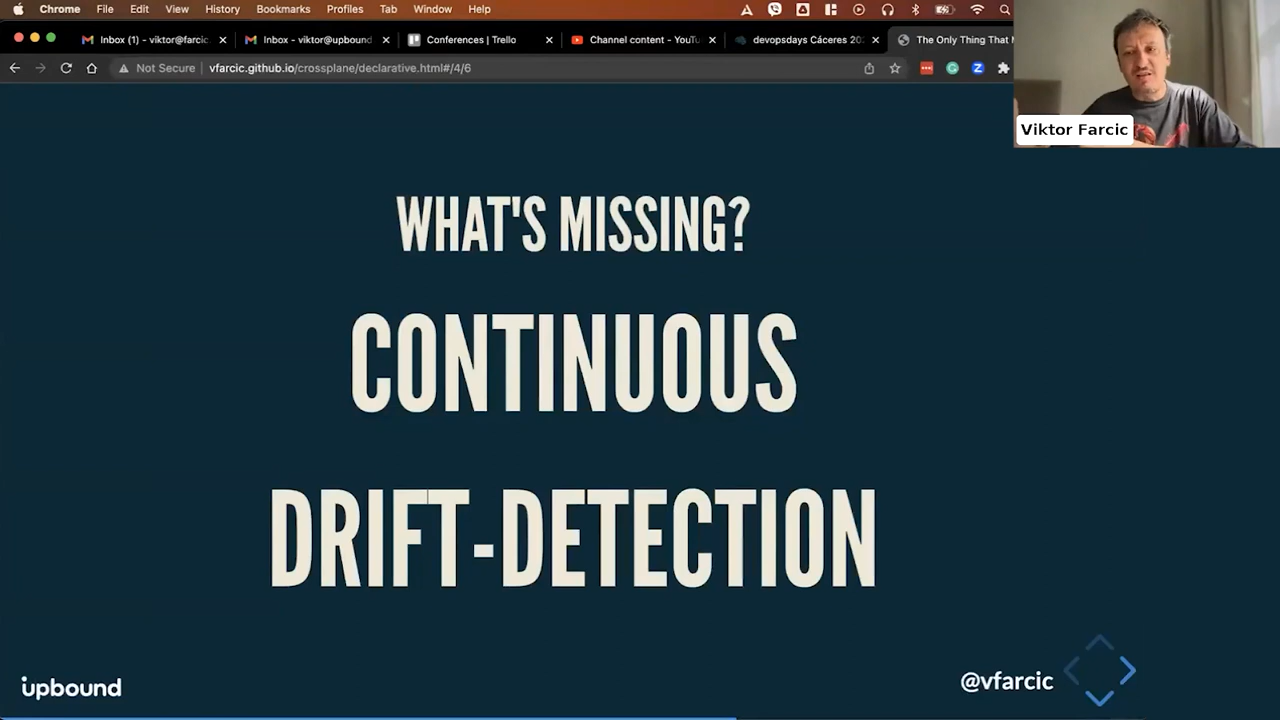 Chrome File Edit View History Bookmarks Profiles Tab Window Help
Inbox (1) - viktor@farcic.
Inbox - viktor@upbound
Conferences | Trello
Channel content - YouTu
devopsdays Cáceres 202
The Only Thing That M
Not Secure | vfarcic.github.io/crossplane/declarative.htm#/4/6
Viktor Farcic
WHAT'S MISSING?
CONTINUOUS
DRIFT-DETECTION
upbound
@vfarcic